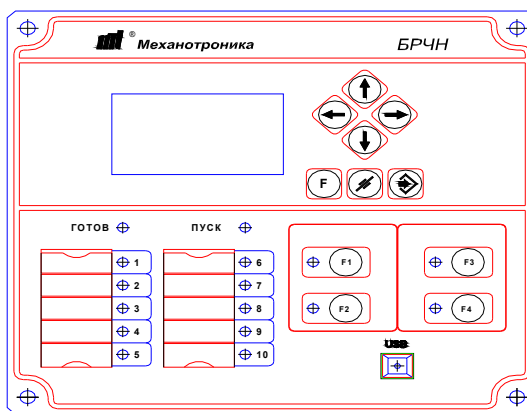 ® Механотроника БРЧН
F
ГОТОВ ПУСК
1 6
2 7
3 8
4 9
5 10
F1 F3
F2 F4
USB